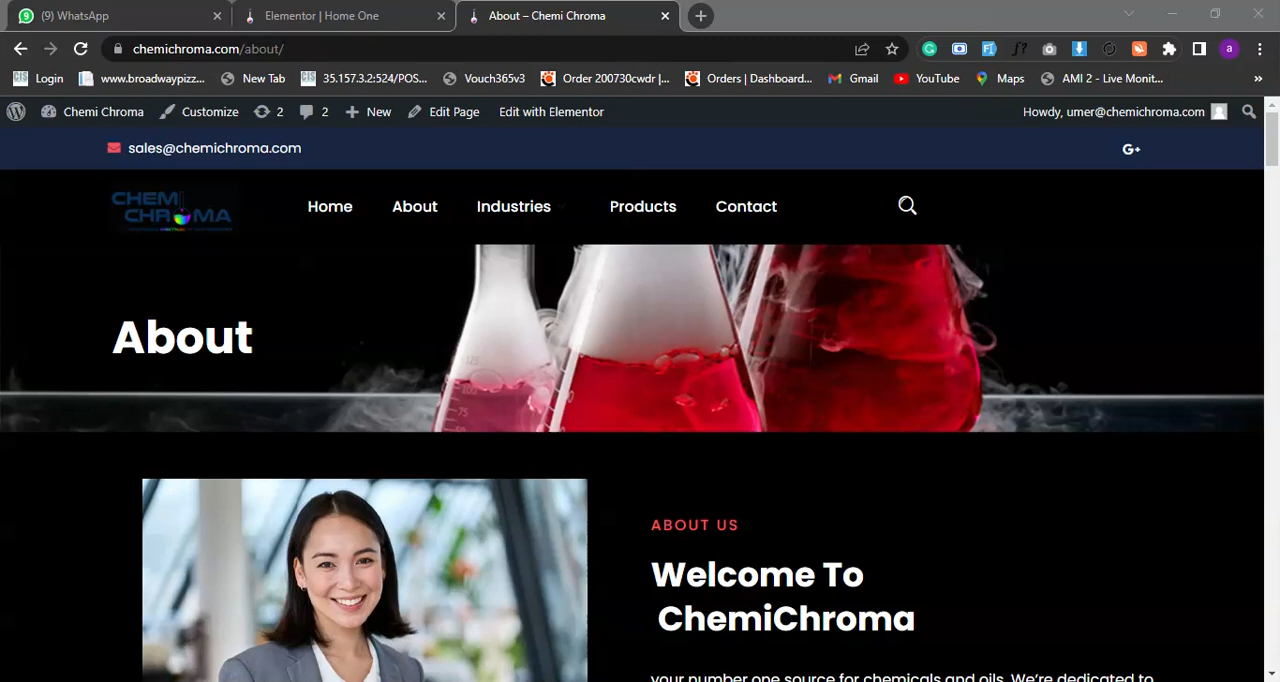 (9) WhatsApp
Elementor | Home One
About – Chemi Chroma
chemichroma.com/about/
f?
a
CIS Login
www.broadwaypizz...
New Tab
CIS 35.157.3.2:524/POS...
Vouch365v3
Order 200730cwdr |...
Orders | Dashboard...
Gmail
YouTube
Maps
AMI 2 - Live Monit...
»
Chemi Chroma
Customize
2
2
New
Edit Page
Edit with Elementor
Howdy, umer@chemichroma.com
sales@chemichroma.com
G+
CHEMI
CHROMA
Home
About
Industries
Products
Contact
About
ABOUT US
Welcome To
ChemiChroma
your number one source for chemicals and oils. We're dedicated to